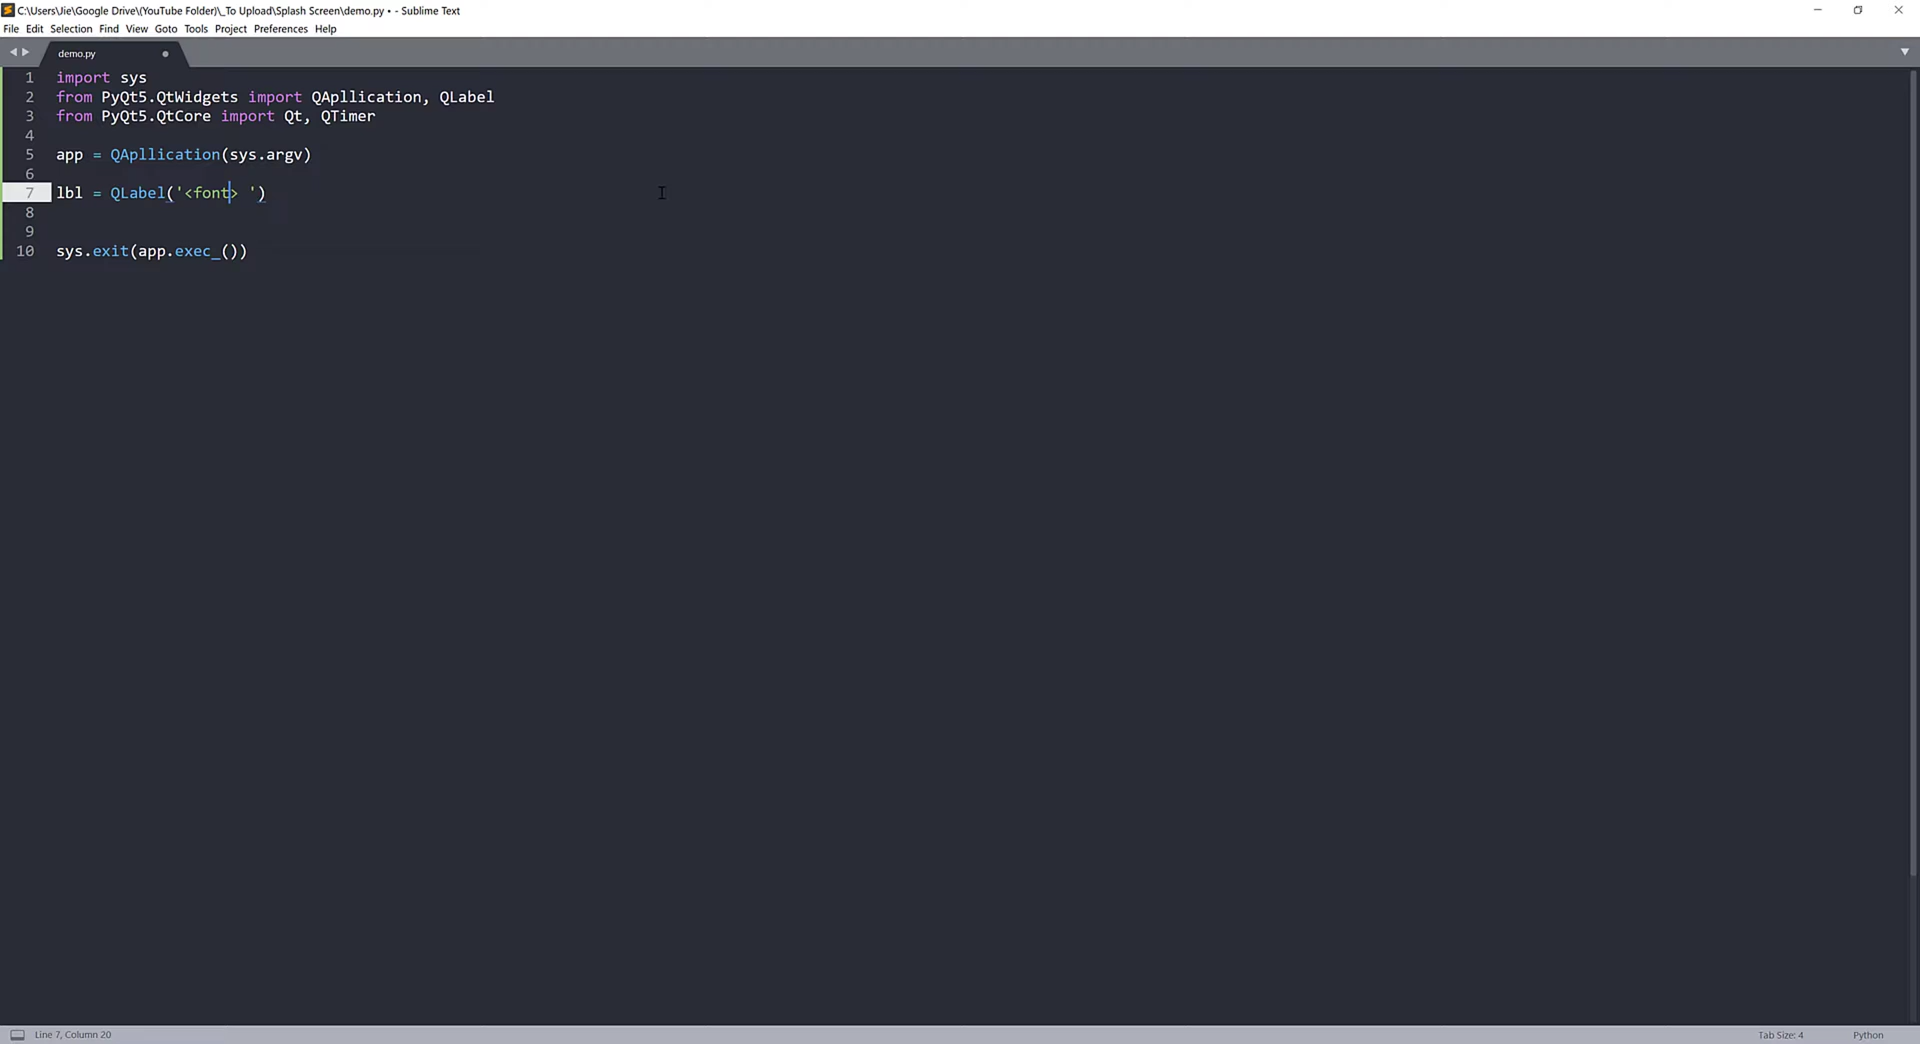 C:\Users\Jie\Google Drive\(YouTube Folder)\_To Upload\Splash Screen\demo.py • - Sublime Text
File Edit Selection Find View Goto Tools Project Preferences Help
demo.py
1 import sys
2 from PyQt5.QtWidgets import QApllication, QLabel
3 from PyQt5.QtCore import Qt, QTimer
4
5 app = QApllication(sys.argv)
6
7 lbl = QLabel('<font> ')
8
9
10 sys.exit(app.exec_())
Line 7, Column 20 Tab Size: 4 Python